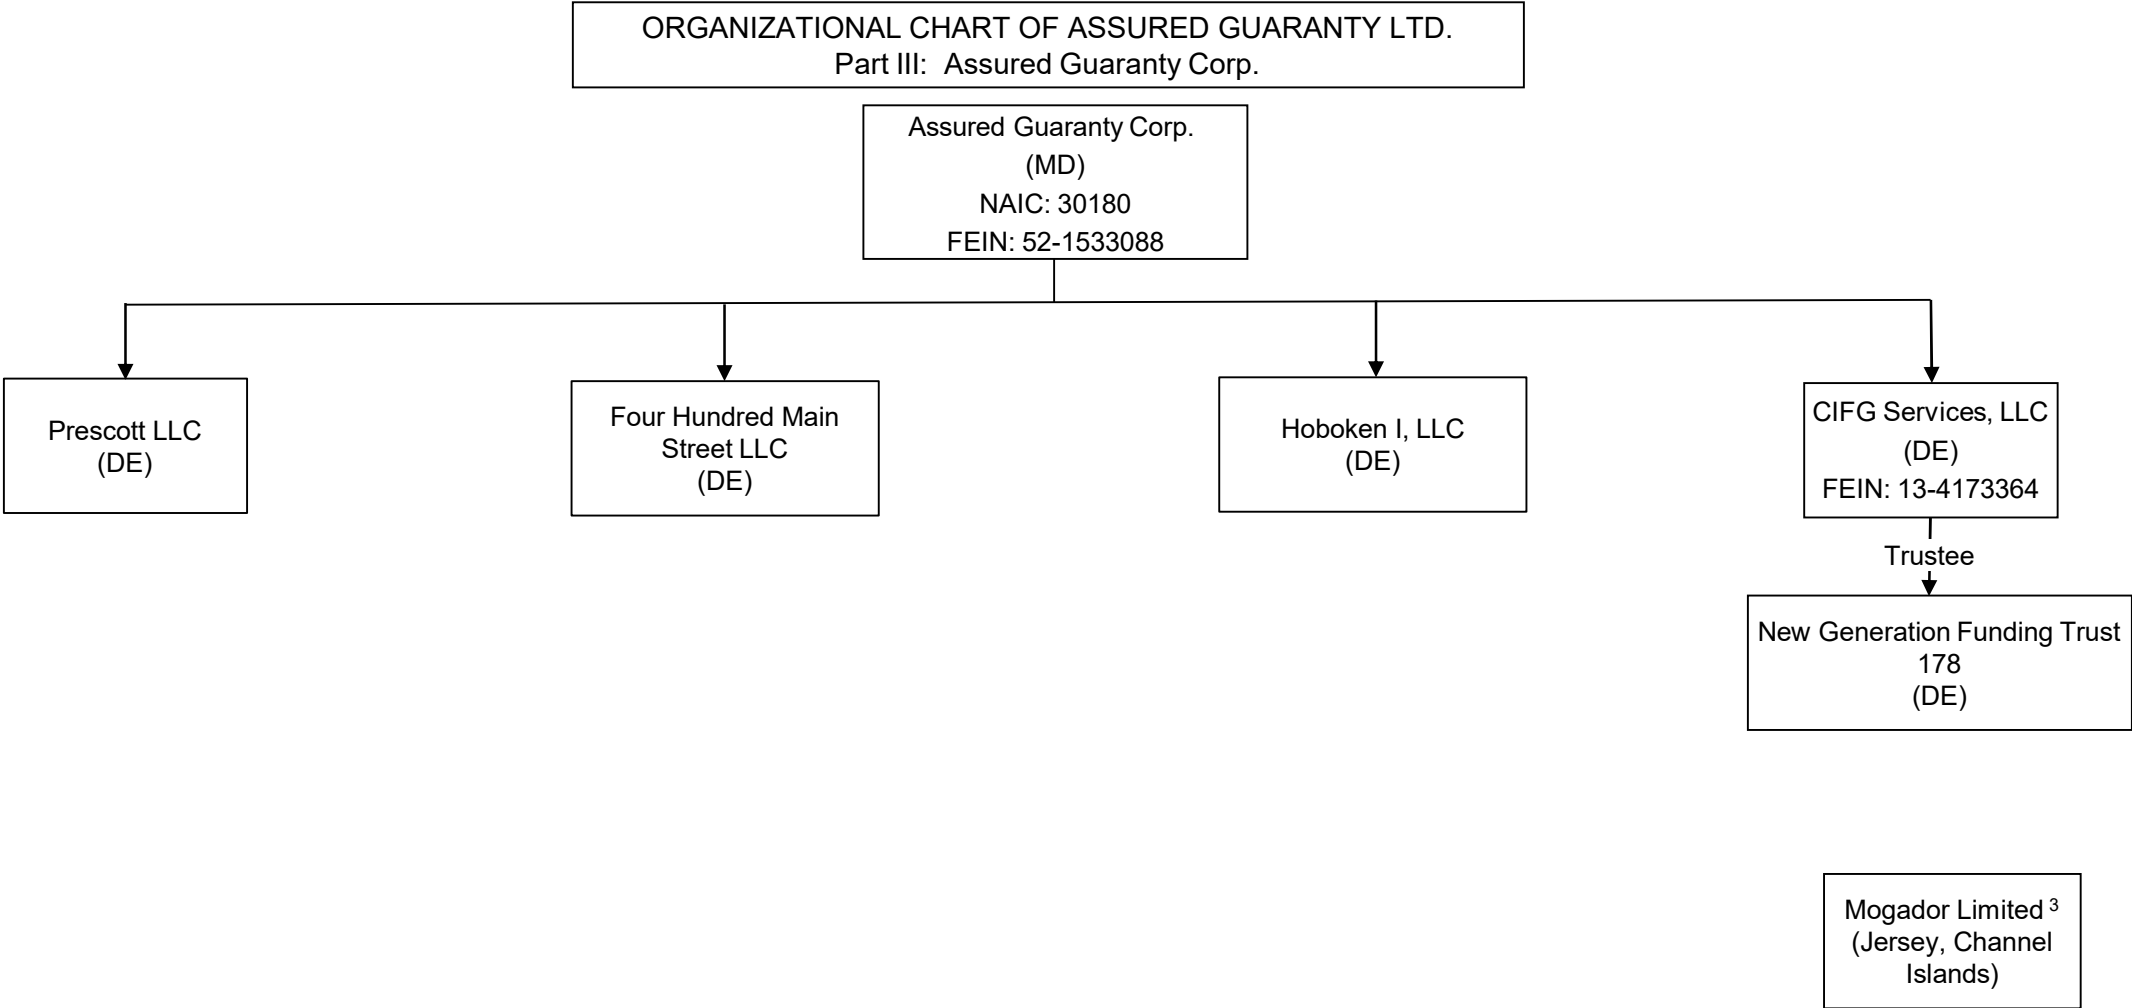 ORGANIZATIONAL CHART OF ASSURED GUARANTY LTD.
Part III: Assured Guaranty Corp.
Assured Guaranty Corp.
(MD)
NAIC: 30180
FEIN: 52-1533088
Prescott LLC
(DE)
Four Hundred Main
Street LLC
(DE)
Hoboken I, LLC
(DE)
CIFG Services, LLC
(DE)
FEIN: 13-4173364
Trustee
New Generation Funding Trust
178
(DE)
Mogador Limited ³
(Jersey, Channel
Islands)